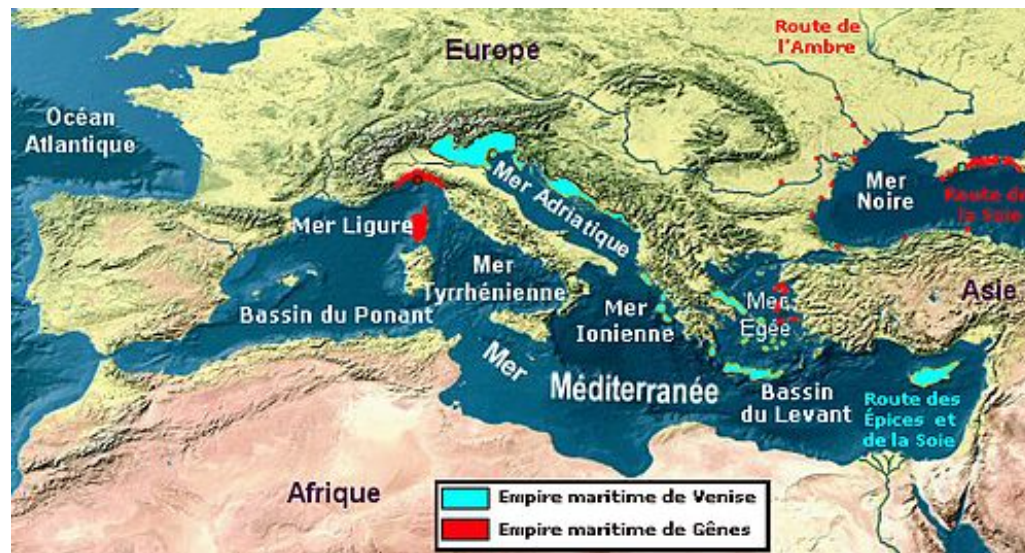 Route de
l'Ambre
Europe
Océan
Atlantique
Mer Adriatique
Mer
Noire
Route de
la Soie
Mer Ligure
Mer
Tyrrhénienne
Mer
Egée
Asie
Bassin du Ponant
Mer
Ionienne
Mer
Méditerranée
Bassin
du Levant
Route des
Épices et
de la Soie
Afrique
Empire maritime de Venise
Empire maritime de Gênes